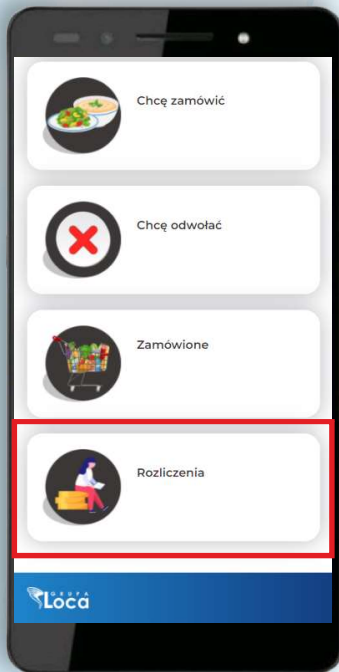 Chcę zamówić
Chcę odwołać
Zamówione
Rozliczenia
GRUPA
Loca